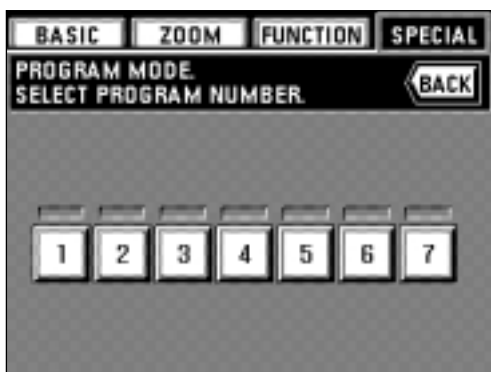 BASIC ZOOM FUNCTION SPECIAL
PROGRAM MODE.
SELECT PROGRAM NUMBER.
BACK
1 2 3 4 5 6 7